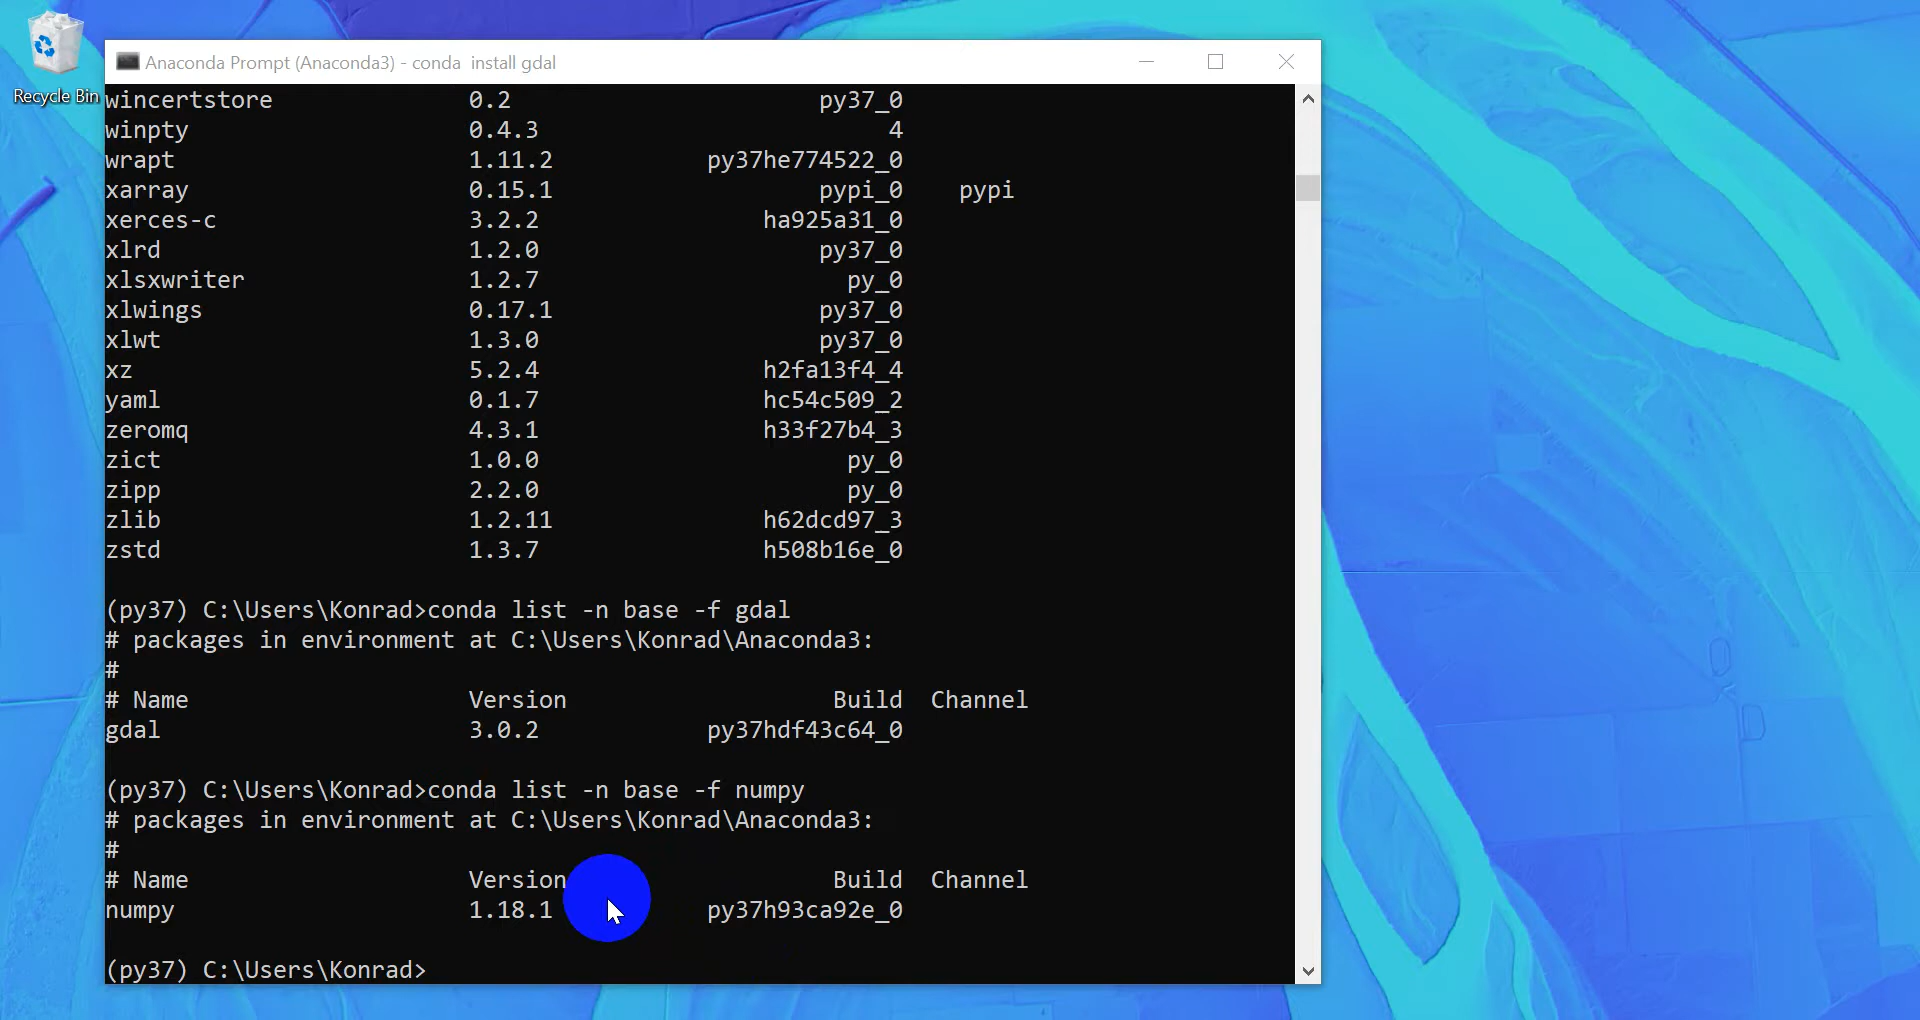 Recycle Bin
Anaconda Prompt (Anaconda3) - conda  install gdal
wincertstore 0.2 py37_0
winpty 0.4.3 4
wrapt 1.11.2 py37he774522_0
xarray 0.15.1 pypi_0 pypi
xerces-c 3.2.2 ha925a31_0
xlrd 1.2.0 py37_0
xlsxwriter 1.2.7 py_0
xlwings 0.17.1 py37_0
xlwt 1.3.0 py37_0
xz 5.2.4 h2fa13f4_4
yaml 0.1.7 hc54c509_2
zeromq 4.3.1 h33f27b4_3
zict 1.0.0 py_0
zipp 2.2.0 py_0
zlib 1.2.11 h62dcd97_3
zstd 1.3.7 h508b16e_0
(py37) C:\Users\Konrad>conda list -n base -f gdal
# packages in environment at C:\Users\Konrad\Anaconda3:
#
# Name Version Build Channel
gdal 3.0.2 py37hdf43c64_0
(py37) C:\Users\Konrad>conda list -n base -f numpy
# packages in environment at C:\Users\Konrad\Anaconda3:
#
# Name Version Build Channel
numpy 1.18.1 py37h93ca92e_0
(py37) C:\Users\Konrad>